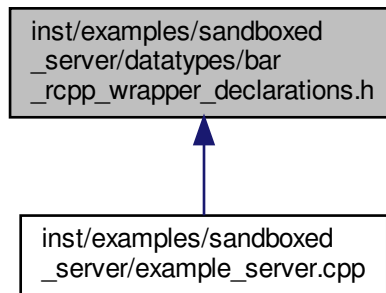 inst/examples/sandboxed
_server/datatypes/bar
_rcpp_wrapper_declarations.h
inst/examples/sandboxed
_server/example_server.cpp